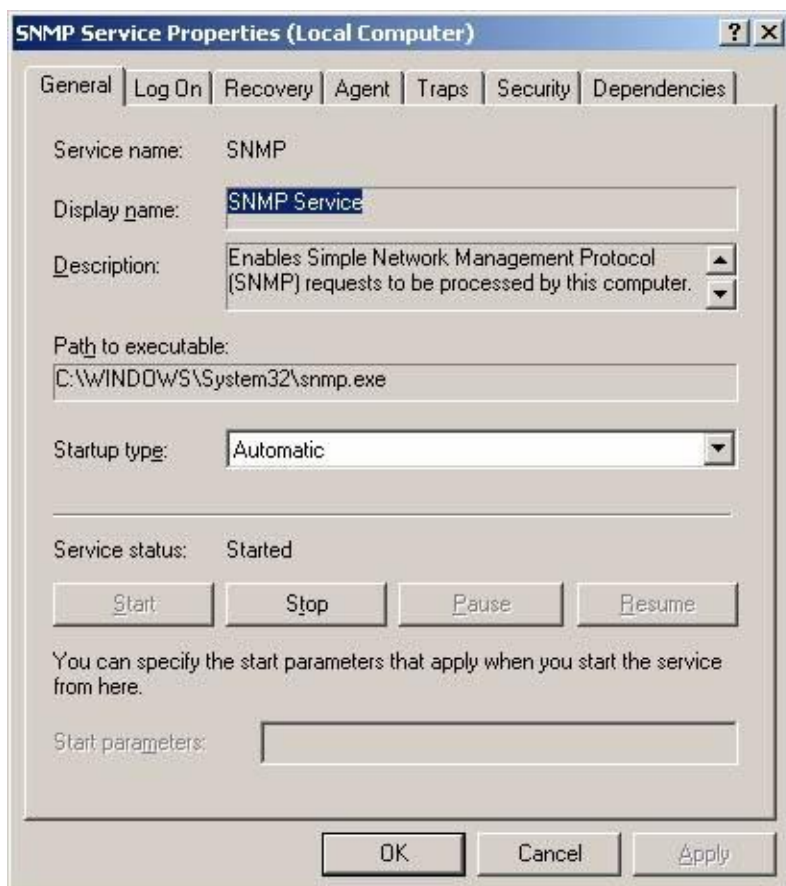 SNMP Service Properties (Local Computer)
General Log On Recovery Agent Traps Security Dependencies
Service name: SNMP
Display name: SNMP Service
Description: Enables Simple Network Management Protocol
(SNMP) requests to be processed by this computer.
Path to executable:
C:\WINDOWS\System32\snmp.exe
Startup type: Automatic
Service status: Started
Start Stop Pause Resume
You can specify the start parameters that apply when you start the service
from here.
Start parameters:
OK Cancel Apply